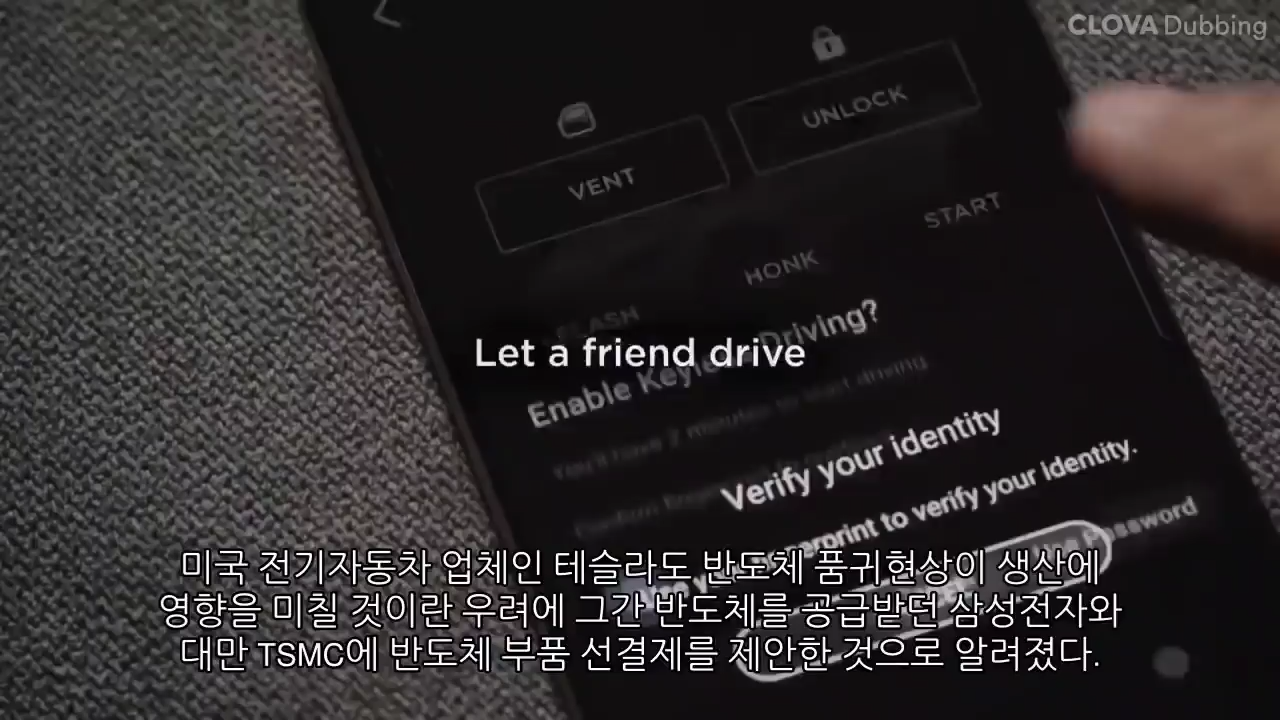 CLOVA Dubbing
UNLOCK
VENT
START
HONK
FLASH
Let a friend drive
Enable Driving?
Verify your identity
to verify your identity.
Password
미국 전기자동차 업체인 테슬라도 반도체 품귀현상이 생산에
영향을 미칠 것이란 우려에 그간 반도체를 공급받던 삼성전자와
대만 TSMC에 반도체 부품 선결제를 제안한 것으로 알려졌다.